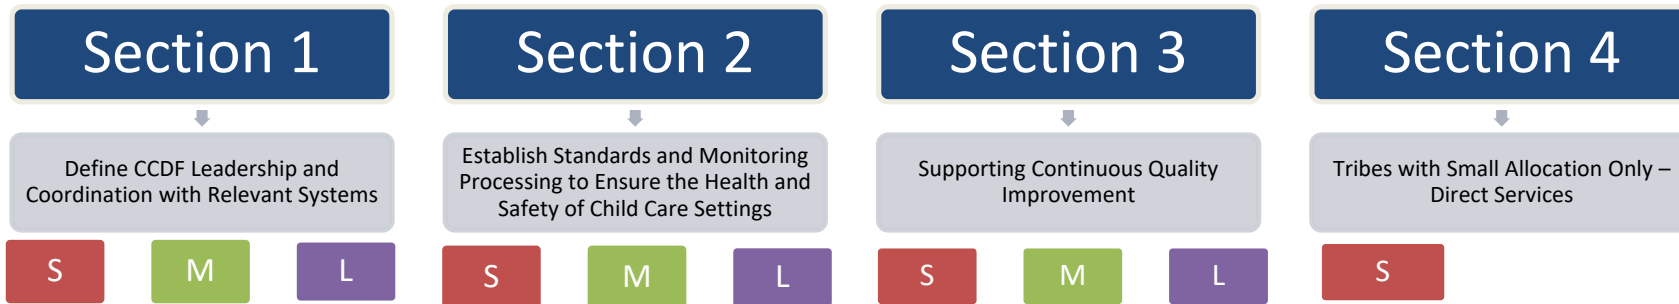 Section 1
Define CCDF Leadership and
Coordination with Relevant Systems
S M L
Section 2
Establish Standards and Monitoring
Processing to Ensure the Health and
Safety of Child Care Settings
S M L
Section 3
Supporting Continuous Quality
Improvement
S M L
Section 4
Tribes with Small Allocation Only –
Direct Services
S